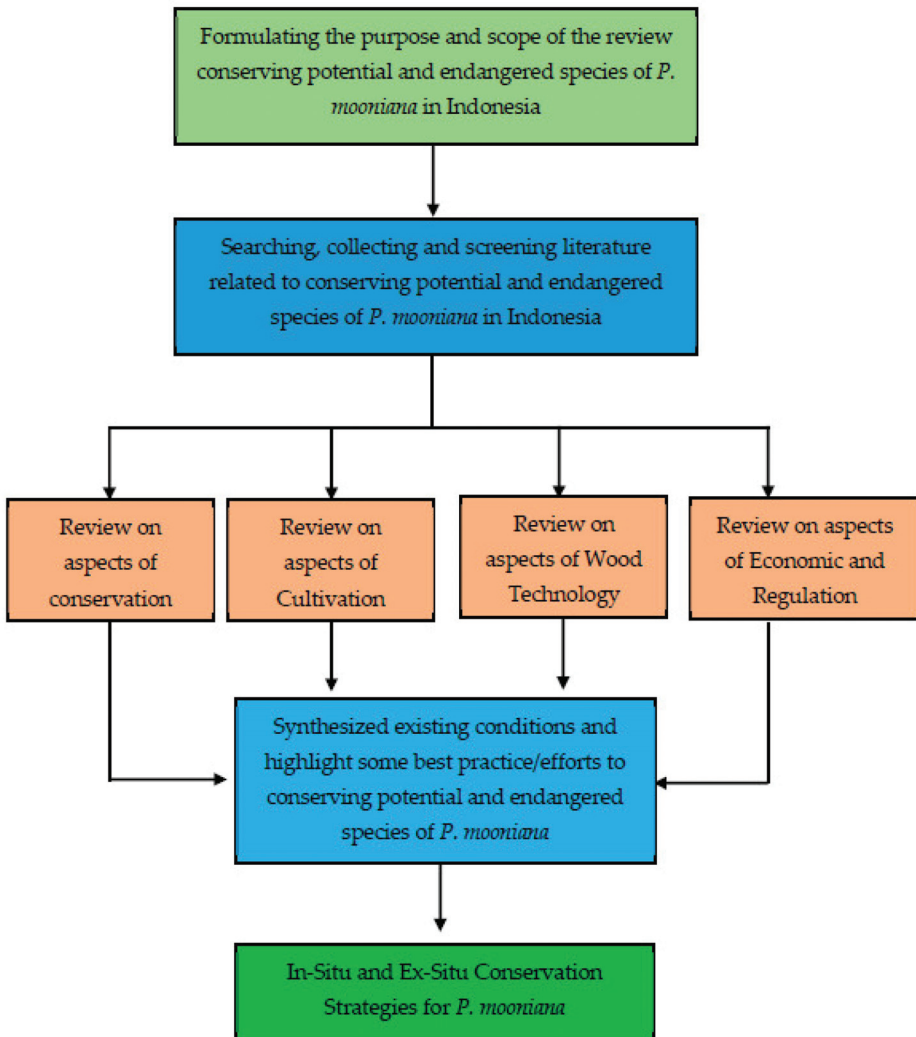 Formulating the purpose and scope of the review
conserving potential and endangered species of P.
mooniana in Indonesia
Searching, collecting and screening literature
related to conserving potential and endangered
species of P. mooniana in Indonesia
Review on
aspects of
conservation
Review on
aspects of
Cultivation
Review on
aspects of Wood
Technology
Review on aspects
of Economic and
Regulation
Synthesized existing conditions and
highlight some best practice/efforts to
conserving potential and endangered
species of P. mooniana
In-Situ and Ex-Situ Conservation
Strategies for P. mooniana